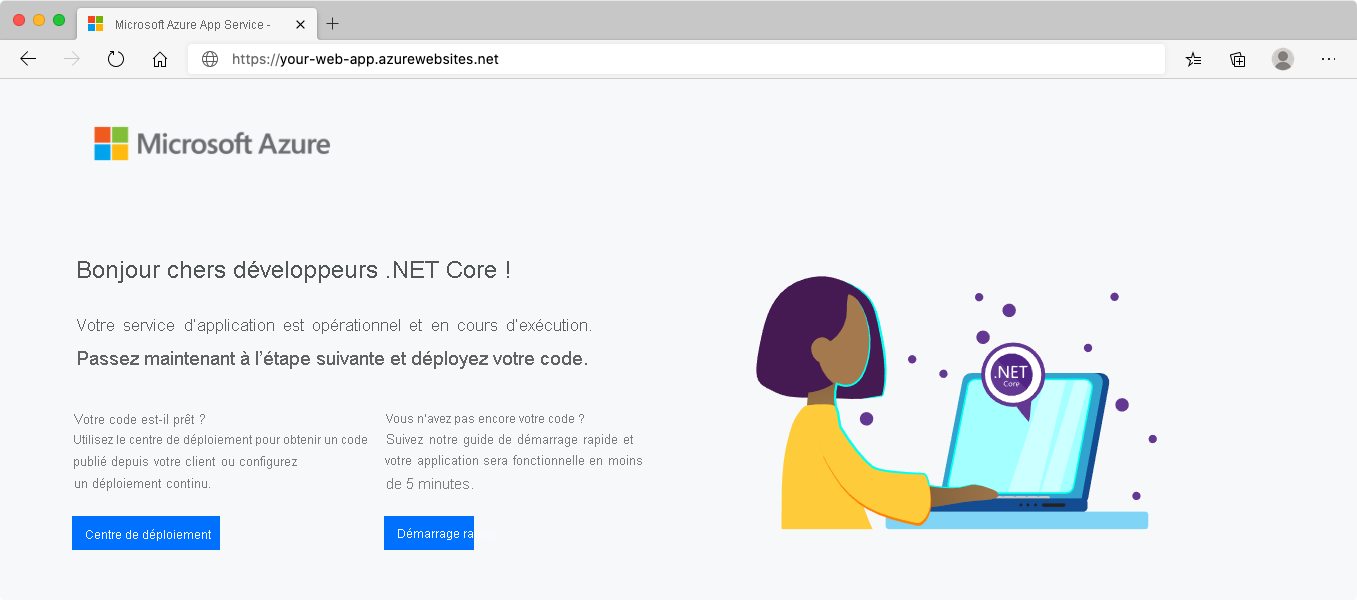 Microsoft Azure App Service -
https://your-web-app.azurewebsites.net
Microsoft Azure
Bonjour chers développeurs .NET Core !
Votre service d'application est opérationnel et en cours d'exécution.
Passez maintenant à l'étape suivante et déployez votre code.
Votre code est-il prêt ?
Utilisez le centre de déploiement pour obtenir un code
publié depuis votre client ou configurez
un déploiement continu.
Centre de déploiement
Vous n'avez pas encore votre code ?
Suivez notre guide de démarrage rapide et
votre application sera fonctionnelle en moins
de 5 minutes.
Démarrage ra
.NET
Core